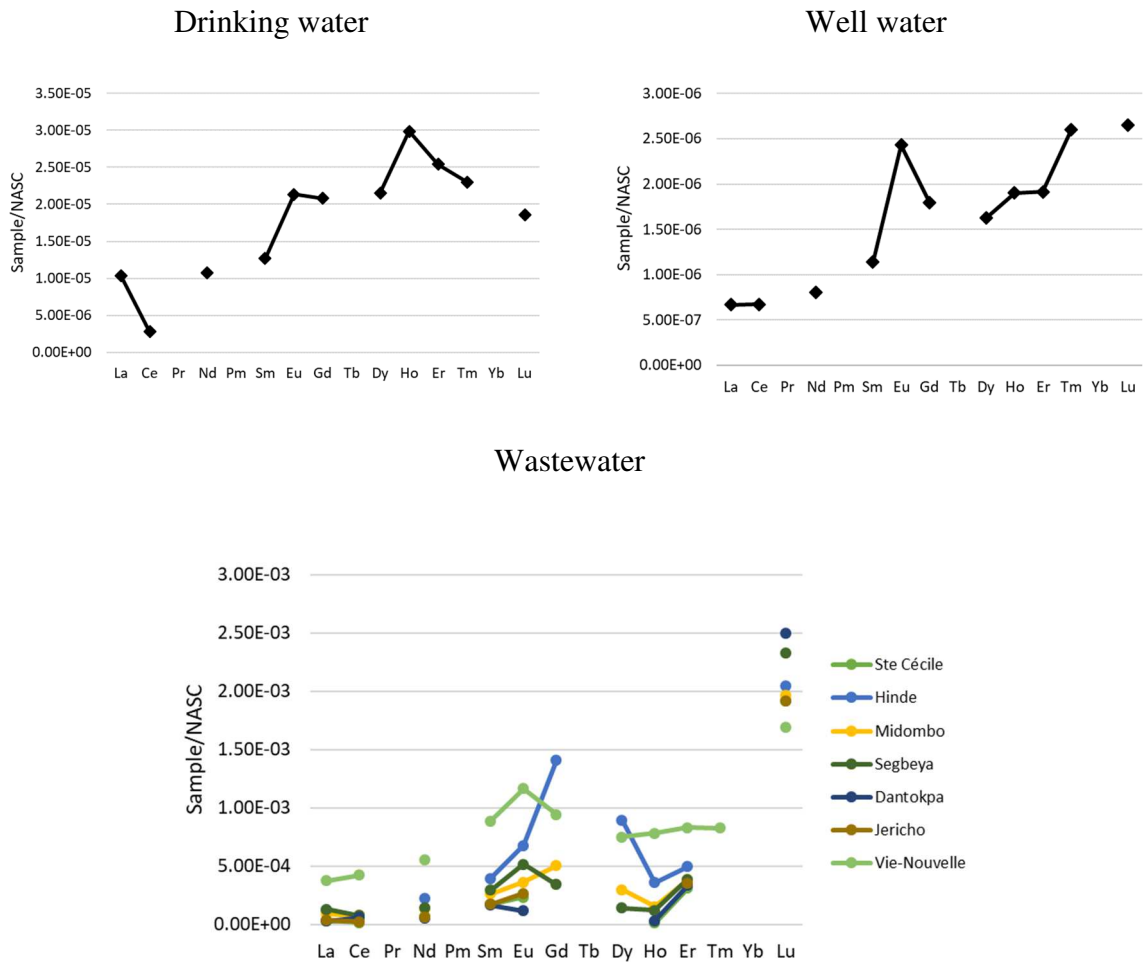 Drinking water
Sample/NASC
3.50E-05
3.00E-05
2.50E-05
2.00E-05
1.50E-05
1.00E-05
5.00E-06
0.00E+00
La Ce Pr Nd Pm Sm Eu Gd Tb Dy Ho Er Tm Yb Lu
Well water
Sample/NASC
3.00E-06
2.50E-06
2.00E-06
1.50E-06
1.00E-06
5.00E-07
0.00E+00
La Ce Pr Nd Pm Sm Eu Gd Tb Dy Ho Er Tm Yb Lu
Wastewater
Sample/NASC
3.00E-03
2.50E-03
2.00E-03
1.50E-03
1.00E-03
5.00E-04
0.00E+00
La Ce Pr Nd Pm Sm Eu Gd Tb Dy Ho Er Tm Yb Lu
Ste Cécile
Hinde
Midombo
Segbeya
Dantokpa
Jericho
Vie-Nouvelle